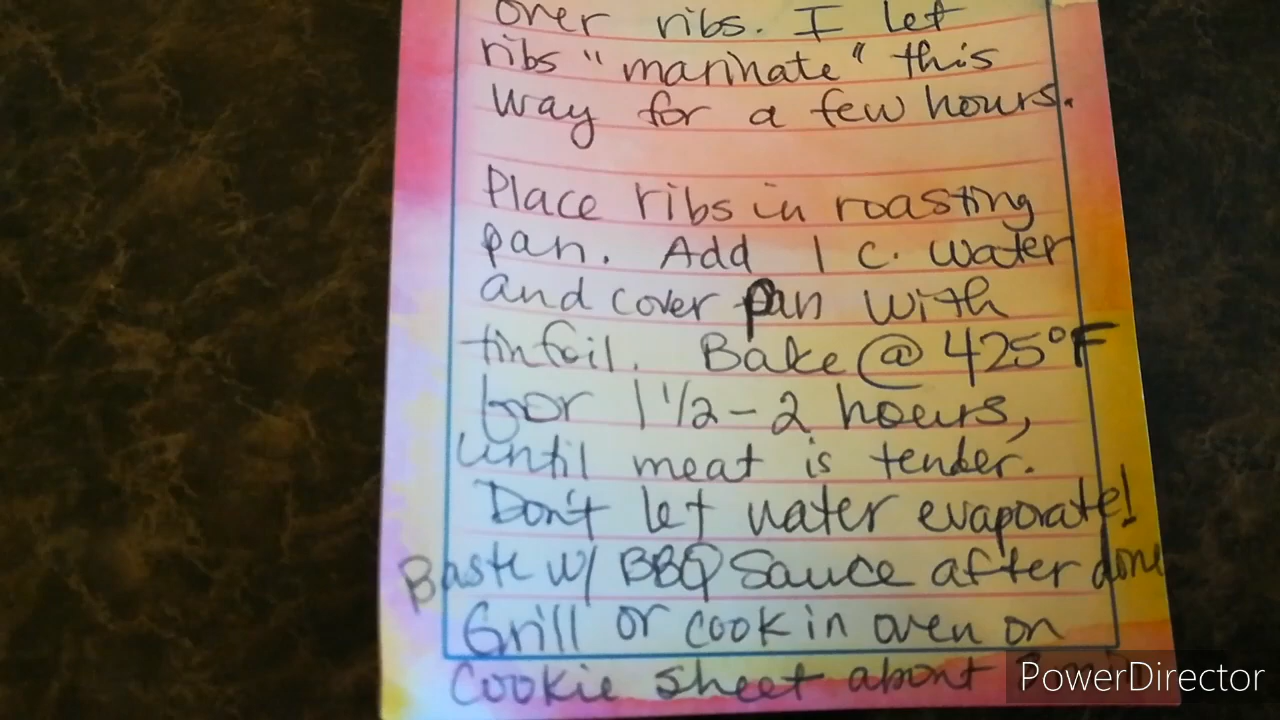 over ribs. I let
ribs "marinate" this
way for a few hours.
Place ribs in roasting
pan. Add 1 c. water
and cover pan with
tinfoil. Bake @ 425°F
for 1 1/2 - 2 hours,
until meat is tender.
Don't let water evaporate!
Baste w/ BBQ Sauce after done
Grill or cook in oven on
cookie sheet about
PowerDirector